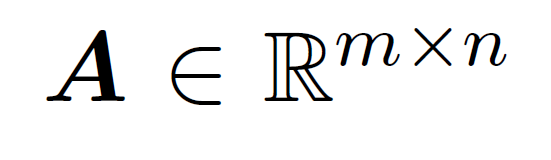 A ∈ ℝ^{m×n}